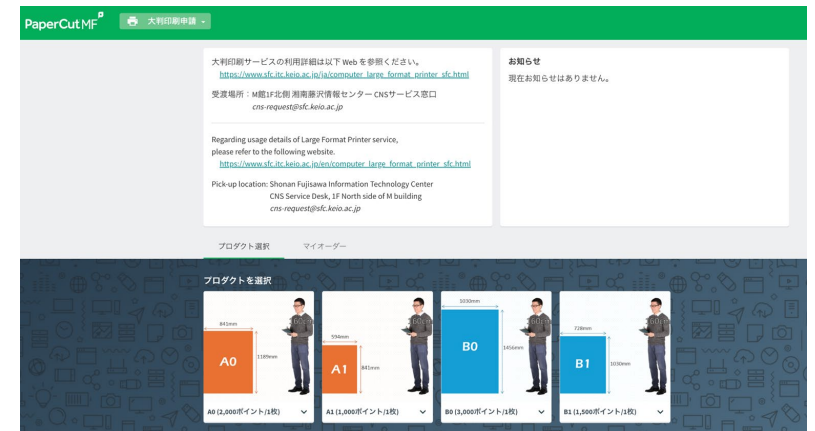 PaperCut MF
大判印刷申請
大判印刷サービスの利用詳細は以下 Web を参照ください。
https://www.sfc.itc.keio.ac.jp/ja/computer_large_format_printer_sfc.html
受渡場所：M館1F北側 湘南藤沢情報センター CNSサービス窓口
cns-request@sfc.keio.ac.jp
Regarding usage details of Large Format Printer service,
please refer to the following website.
https://www.sfc.itc.keio.ac.jp/en/computer_large_format_printer_sfc.html
Pick-up location: Shonan Fujisawa Information Technology Center
CNS Service Desk, 1F North side of M building
cns-request@sfc.keio.ac.jp
お知らせ
現在お知らせはありません。
プロダクト選択
マイオーダー
プロダクトを選択
841mm
60cm
1189mm
A0
A0 (2,000ポイント/1枚)
594mm
60cm
841mm
A1
A1 (1,000ポイント/1枚)
1030mm
60cm
1456mm
B0
B0 (3,000ポイント/1枚)
728mm
60cm
1030mm
B1
B1 (1,500ポイント/1枚)